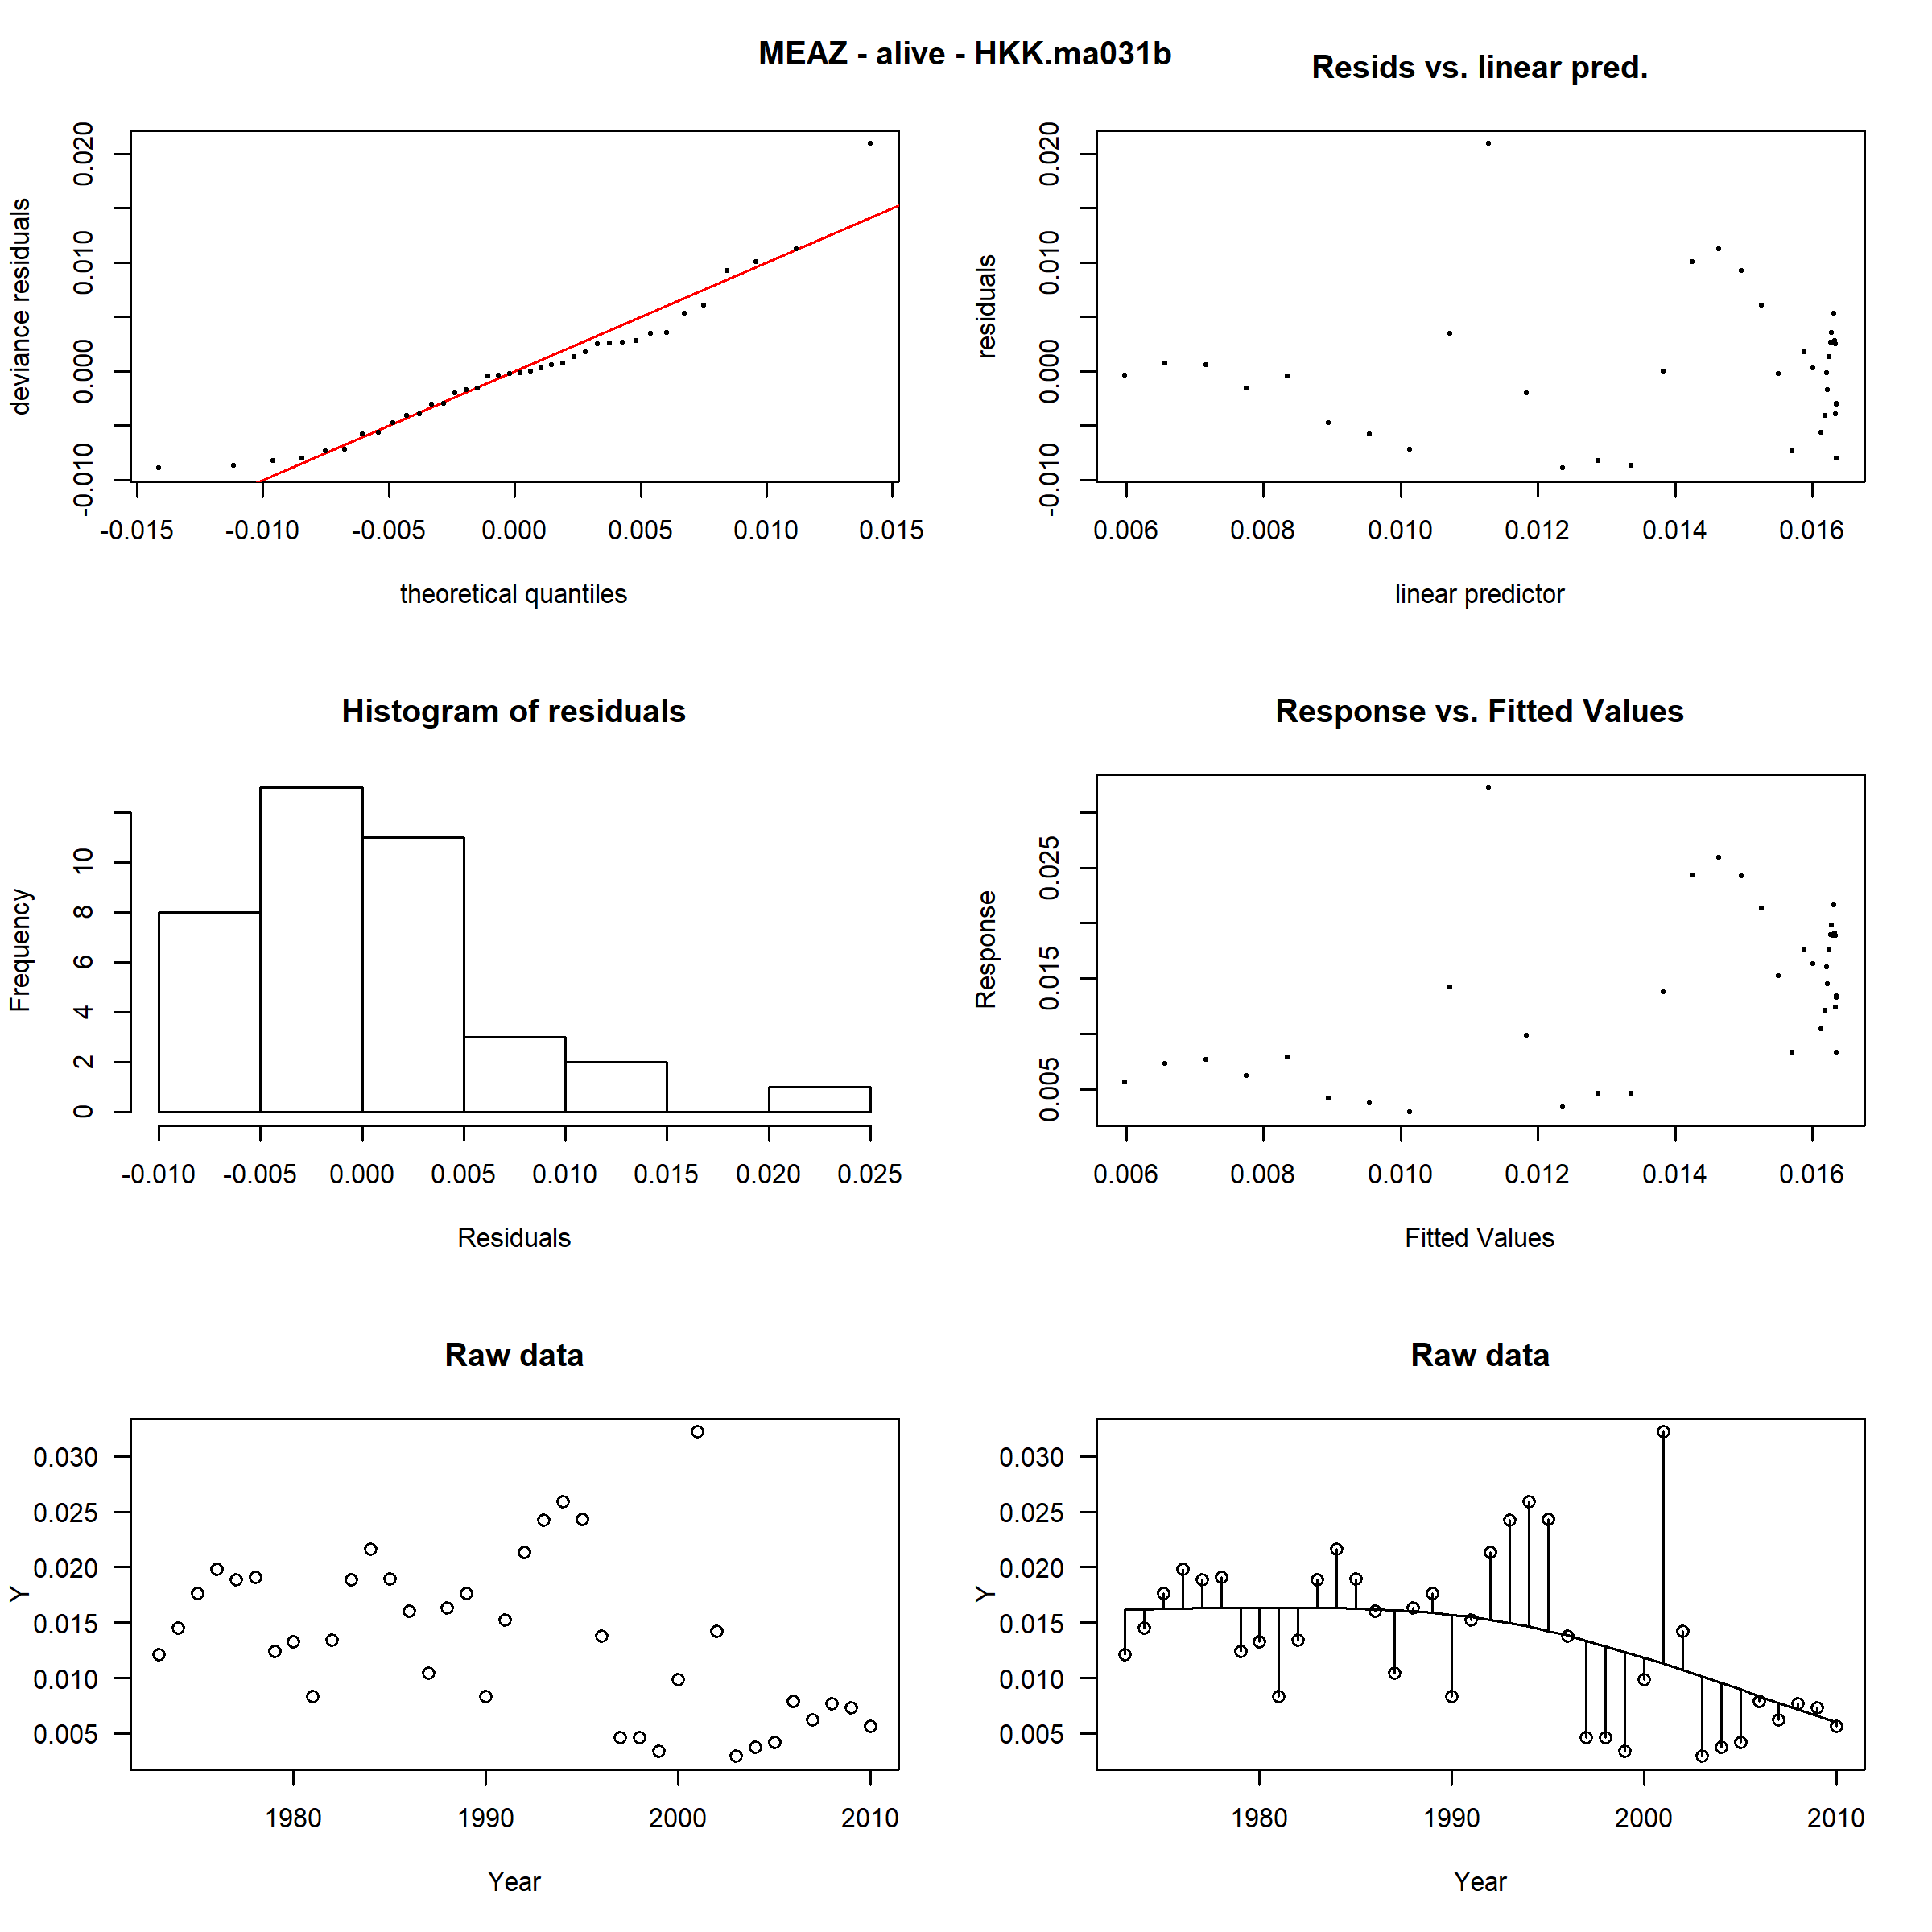 MEAZ - alive - HKK.ma031b
Resids vs. linear pred.
deviance residuals
-0.010 0.000 0.010 0.020
-0.015 -0.010 -0.005 0.000 0.005 0.010 0.015
theoretical quantiles
residuals
-0.010 0.000 0.010 0.020
0.006 0.008 0.010 0.012 0.014 0.016
linear predictor
Histogram of residuals
Frequency
0 2 4 6 8 10
-0.010 -0.005 0.000 0.005 0.010 0.015 0.020 0.025
Residuals
Response vs. Fitted Values
Response
0.005 0.015 0.025
0.006 0.008 0.010 0.012 0.014 0.016
Fitted Values
Raw data
Y
0.030
0.025
0.020
0.015
0.010
0.005
1980 1990 2000 2010
Year
Raw data
Y
0.030
0.025
0.020
0.015
0.010
0.005
1980 1990 2000 2010
Year